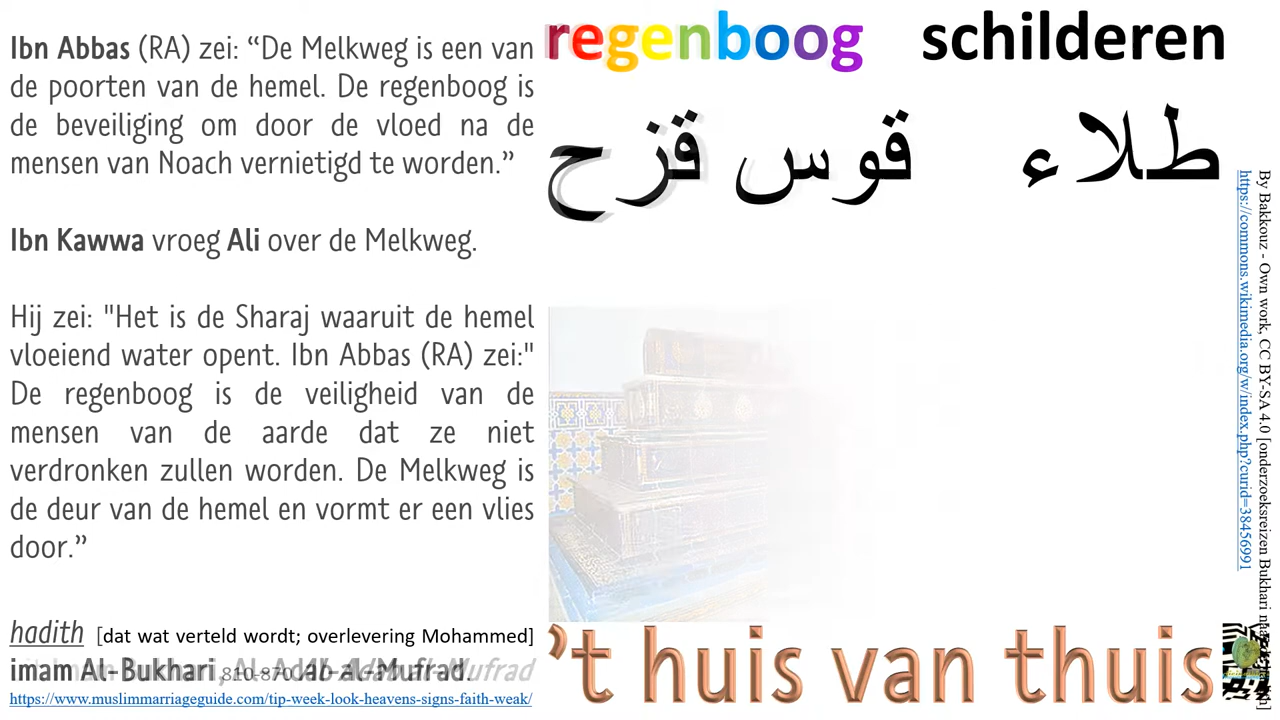 Ibn Abbas (RA) zei: “De Melkweg is een van
de poorten van de hemel. De regenboog is
de beveiliging om door de vloed na de
mensen van Noach vernietigd te worden.”
Ibn Kawwa vroeg Ali over de Melkweg.
Hij zei: "Het is de Sharaj waaruit de hemel
vloeiend water opent. Ibn Abbas (RA) zei:"
De regenboog is de veiligheid van de
mensen van de aarde dat ze niet
verdronken zullen worden. De Melkweg is
de deur van de hemel en vormt er een vlies
door.”
hadith [dat wat verteld wordt; overlevering Mohammed]
imam Al-Bukhari, 810-870 Al-Adab Al-Mufrad.
https://www.muslimmarriageguide.com/tip-week-look-heavens-signs-faith-weak/
regenboog schilderen
طلاء قوس قزح
’t huis van thuis
By Bakkouz - Own work, CC BY-SA 4.0 [onderzoeksreizen Bukhari
https://commons.wikimedia.org/w/index.php?curid=38456991